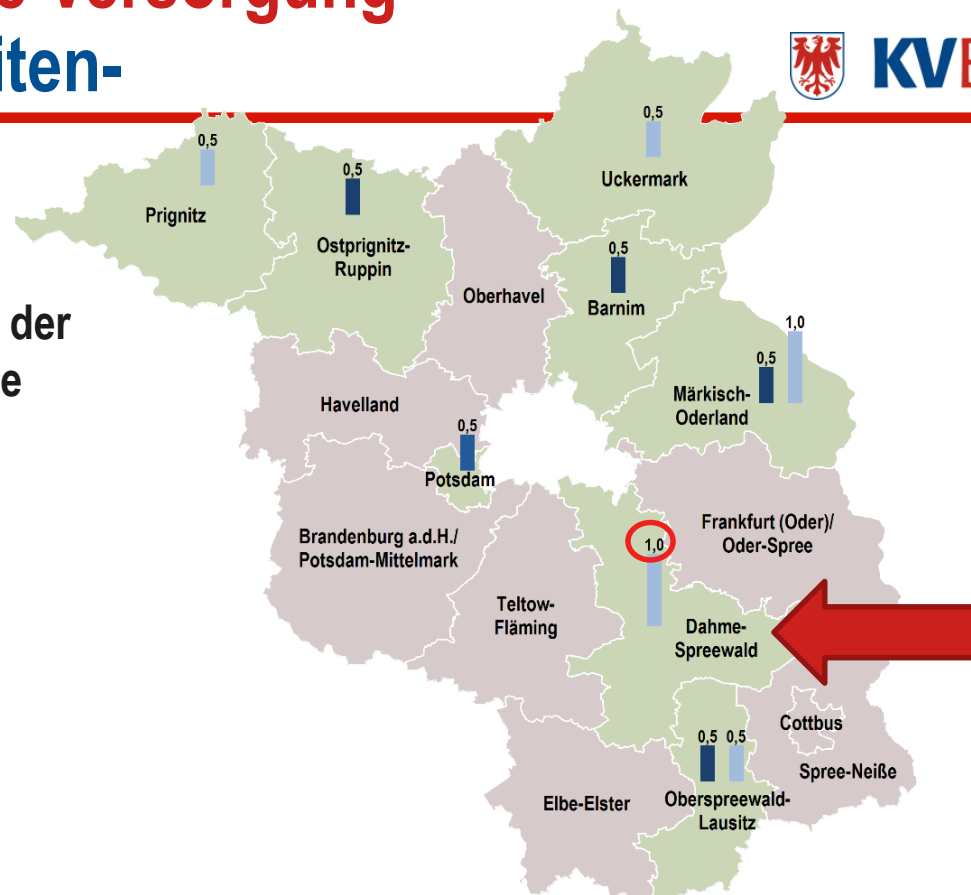 Versorgung
iten-
KVB
0,5
Uckermark
0,5
Prignitz
0,5
Ostprignitz-
Ruppin
Oberhavel
0,5
Barnim
der
e
1,0
0,5
Märkisch-
Oderland
Havelland
0,5
Potsdam
Brandenburg a.d.H./
Potsdam-Mittelmark
Frankfurt (Oder)/
Oder-Spree
1,0
Teltow-
Fläming
Dahme-
Spreewald
Cottbus
0,5 0,5
Spree-Neiße
Elbe-Elster
Oberspreewald-
Lausitz